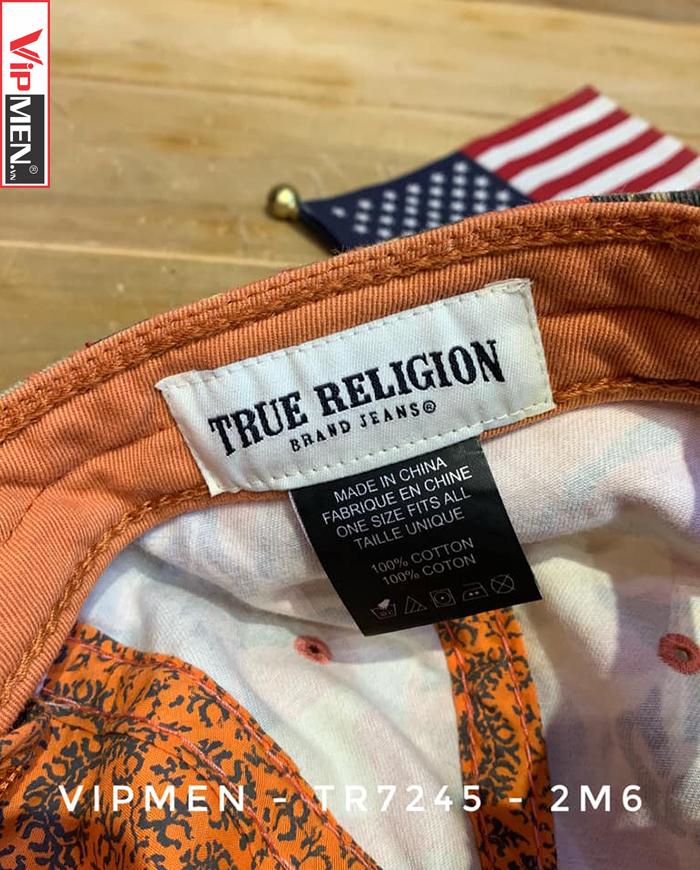 VipMEN.VN®
TRUE RELIGION
BRAND JEANS®
MADE IN CHINA
FABRIQUE EN CHINE
ONE SIZE FITS ALL
TAILLE UNIQUE
100% COTTON
100% COTON
VIPMEN - TR7245 - 2M6